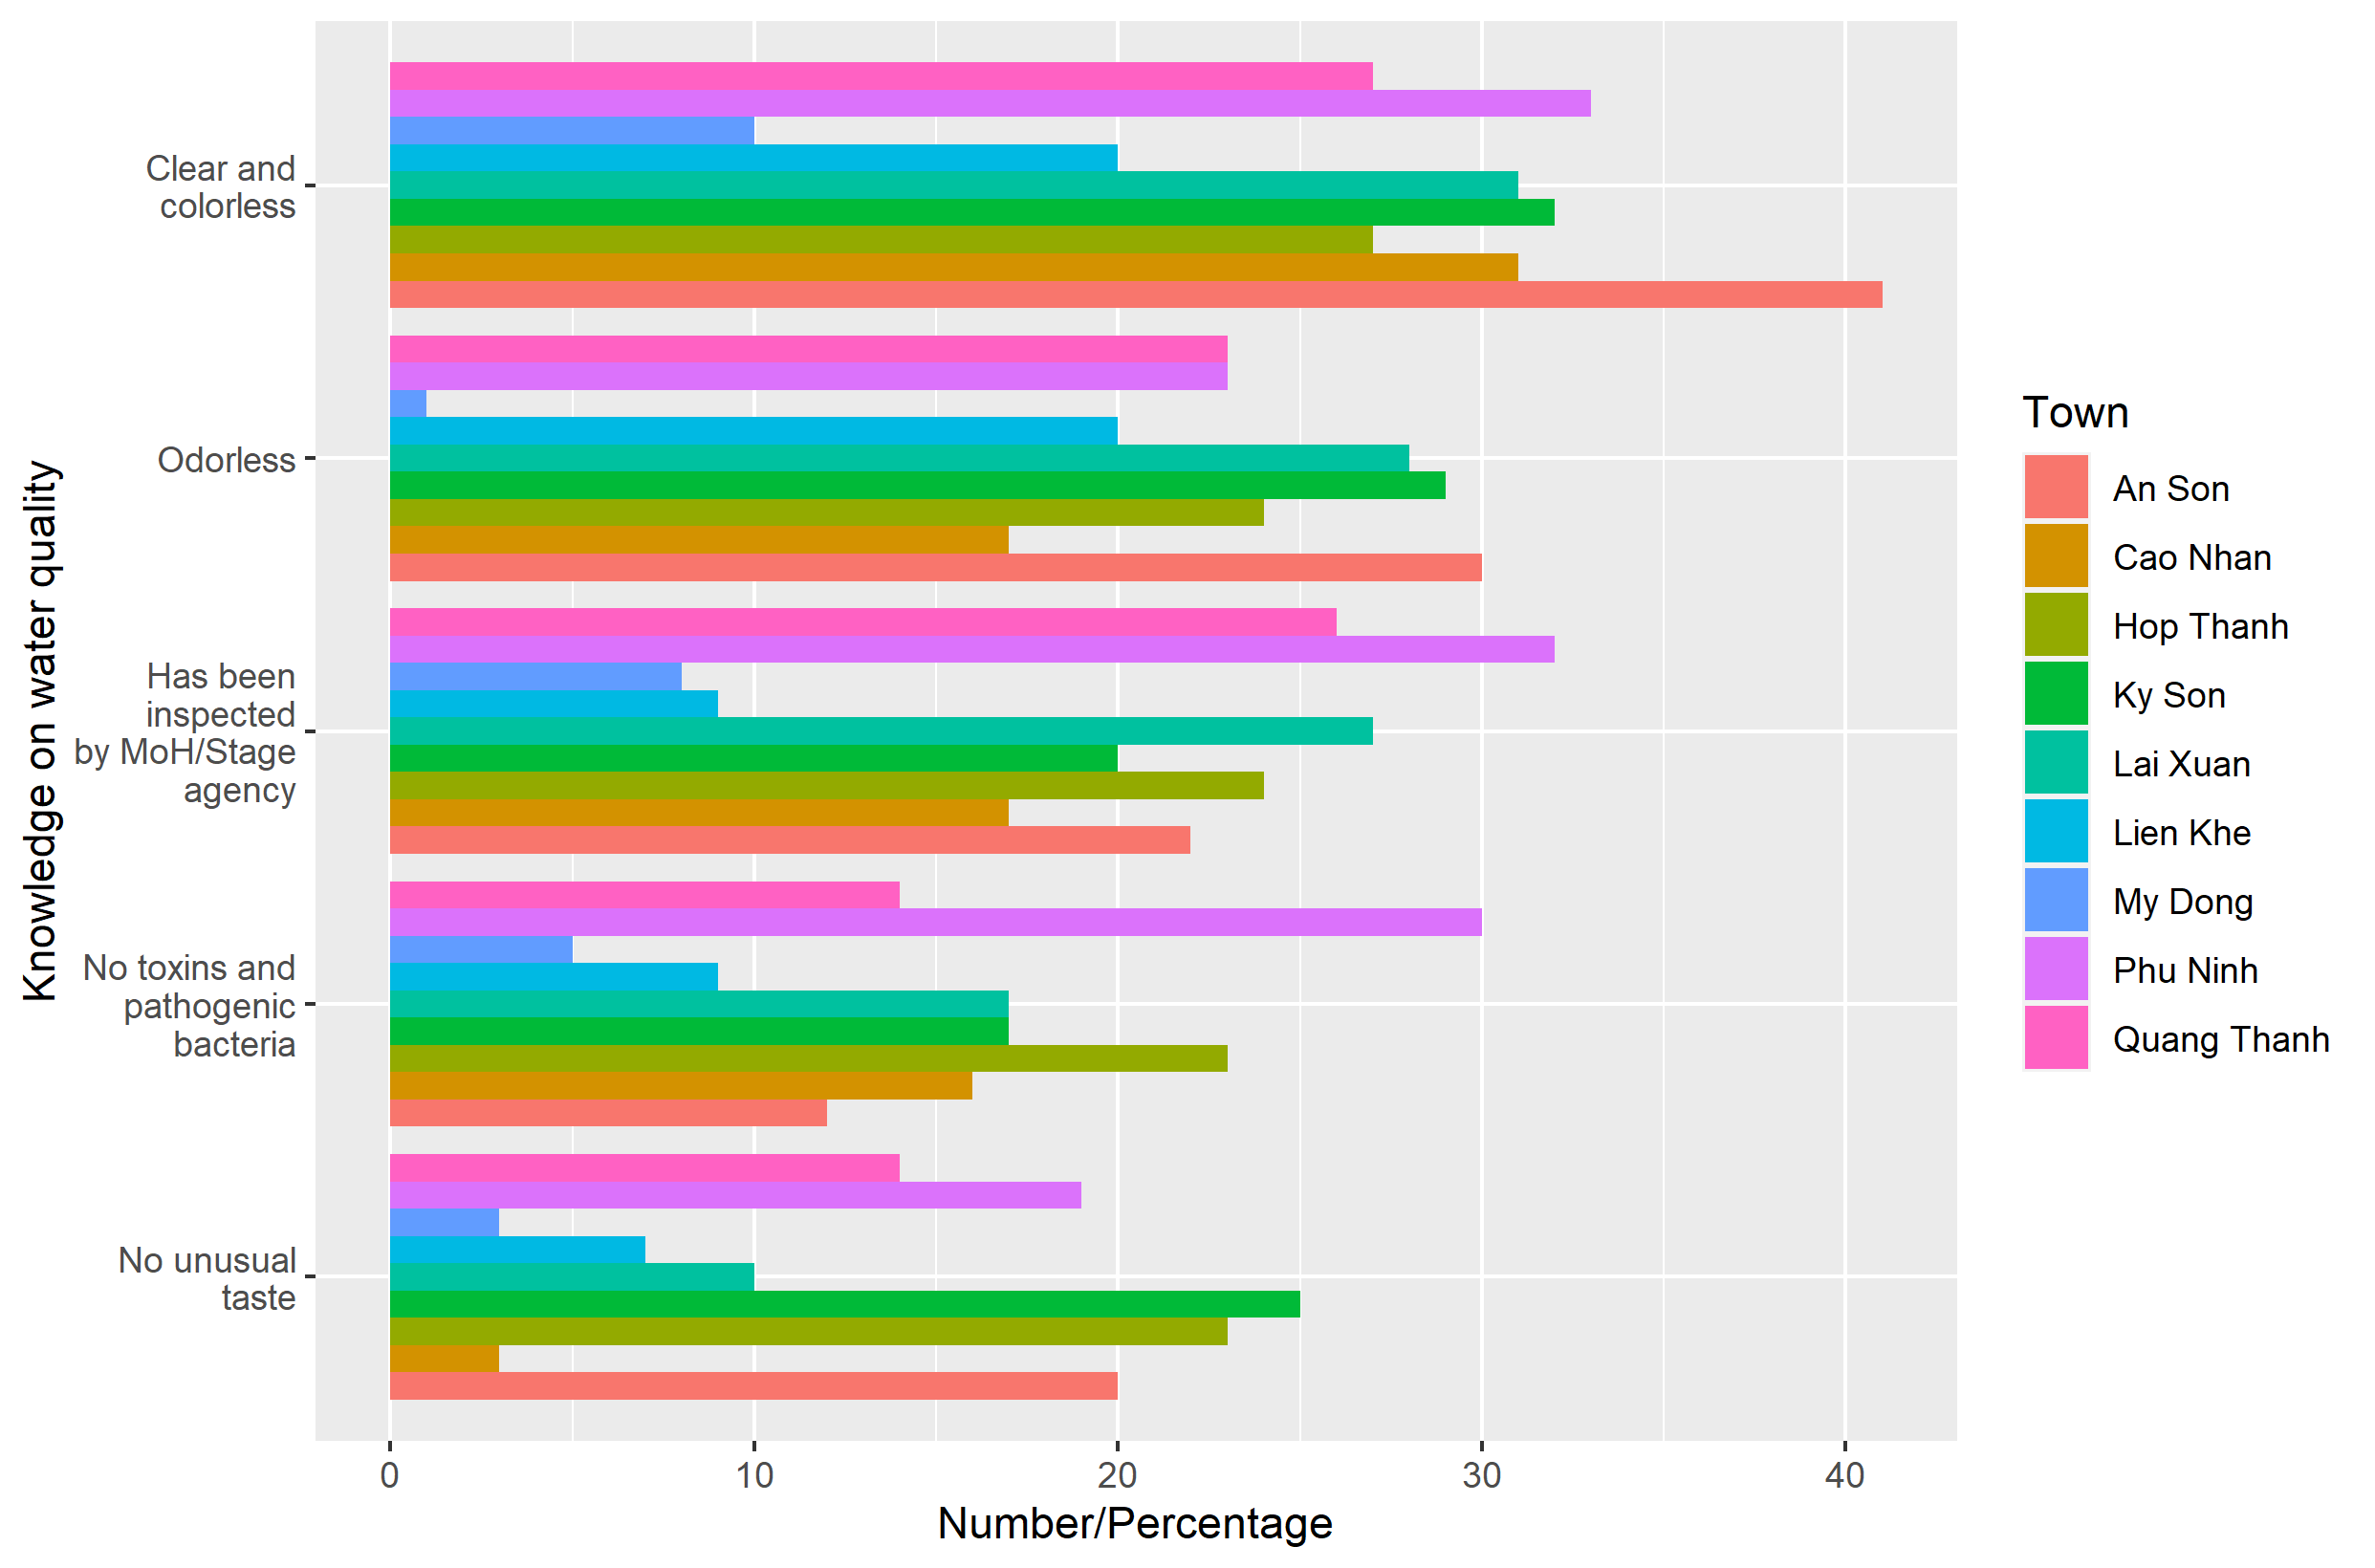 Knowledge on water quality
Clear and
colorless
Odorless
Has been
inspected
by MoH/Stage
agency
No toxins and
pathogenic
bacteria
No unusual
taste
0 10 20 30 40
Number/Percentage
Town
An Son
Cao Nhan
Hop Thanh
Ky Son
Lai Xuan
Lien Khe
My Dong
Phu Ninh
Quang Thanh